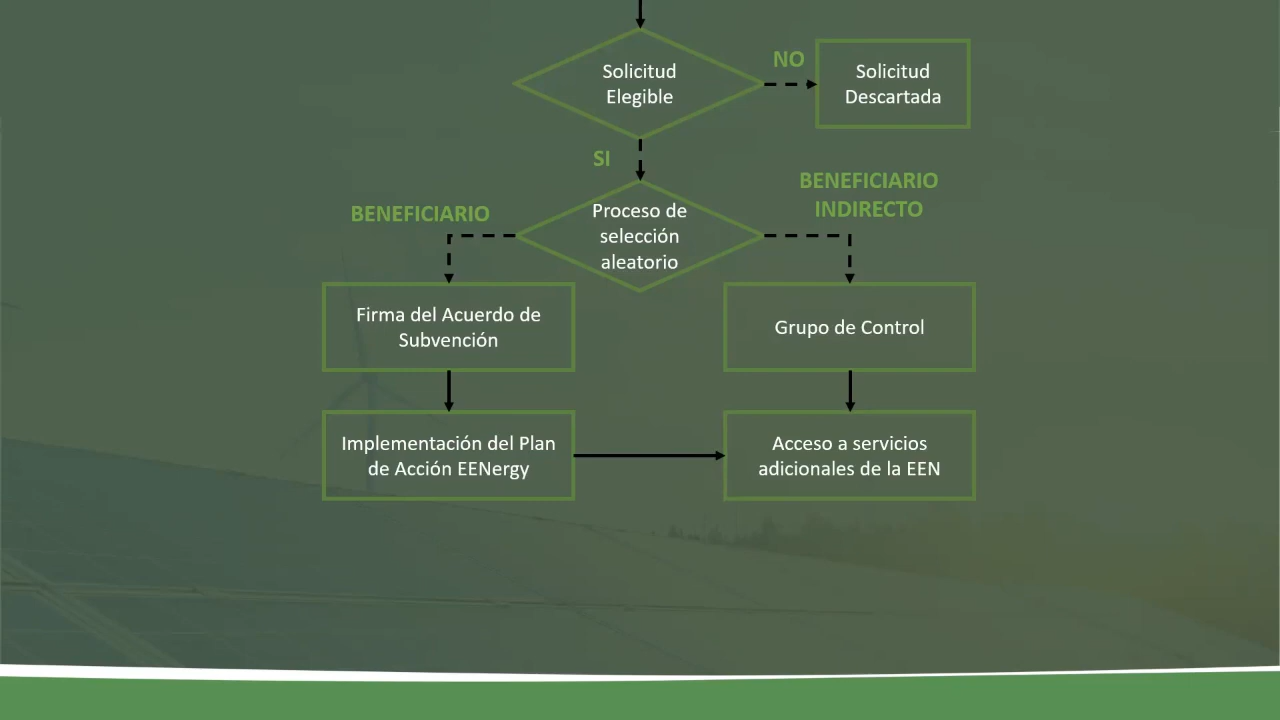 Solicitud
Elegible
NO
Solicitud
Descartada
SI
BENEFICIARIO
INDIRECTO
BENEFICIARIO
Proceso de
selección
aleatorio
Firma del Acuerdo de
Subvención
Grupo de Control
Implementación del Plan
de Acción EENergy
Acceso a servicios
adicionales de la EEN